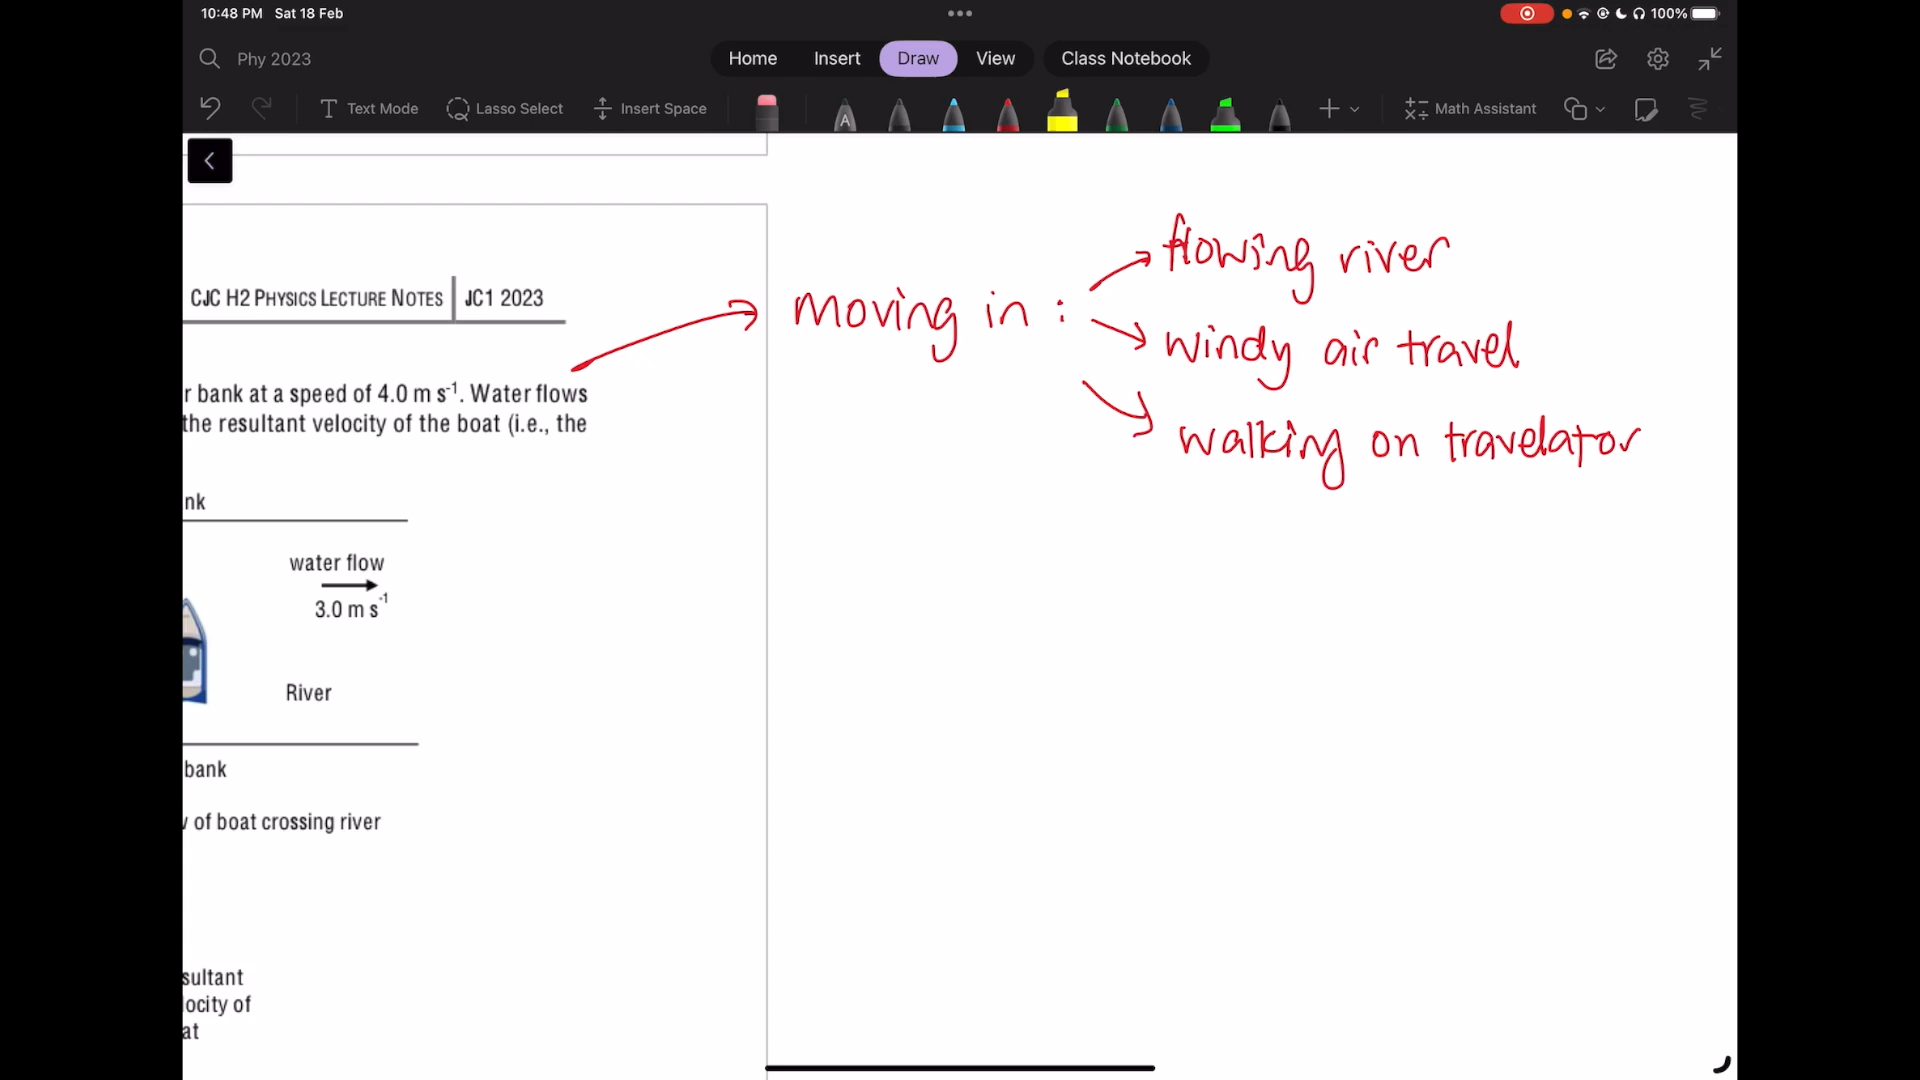 10:48 PM Sat 18 Feb
100%
Phy 2023
Home Insert Draw View Class Notebook
Text Mode Lasso Select Insert Space A Math Assistant
CJC H2 PHYSICS LECTURE NOTES JC1 2023
r bank at a speed of 4.0 m s-1. Water flows
the resultant velocity of the boat (i.e., the
nk
water flow
3.0 m s-1
River
bank
of boat crossing river
sultant
locity of
at
moving in :
flowing river
windy air travel
walking on travelator